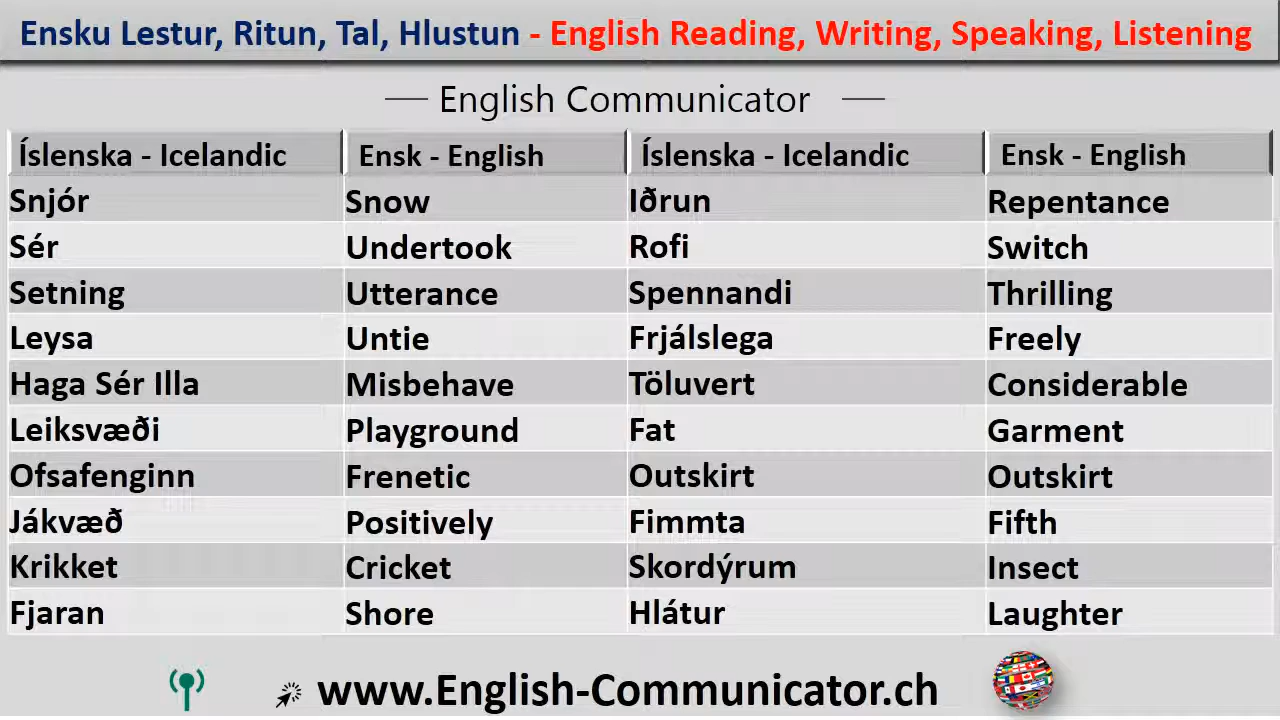 Ensku Lestur, Ritun, Tal, Hlustun - English Reading, Writing, Speaking, Listening
English Communicator
Íslenska - Icelandic Ensk - English Íslenska - Icelandic Ensk - English
Snjór Snow Iðrun Repentance
Sér Undertook Rofi Switch
Setning Utterance Spennandi Thrilling
Leysa Untie Frjálslega Freely
Haga Sér Illa Misbehave Töluvert Considerable
Leiksvæði Playground Fat Garment
Ofsafenginn Frenetic Outskirt Outskirt
Jákvæð Positively Fimmta Fifth
Krikket Cricket Skordýrum Insect
Fjaran Shore Hlátur Laughter
www.English-Communicator.ch